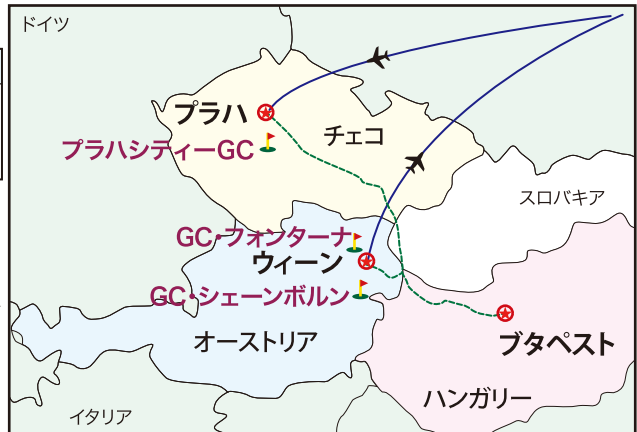 ドイツ
プラハ
チェコ
プラハシティーGC
スロバキア
GC・フォンターナ
ウィーン
GC・シェーンボルン
オーストリア
ブタペスト
ハンガリー
イタリア